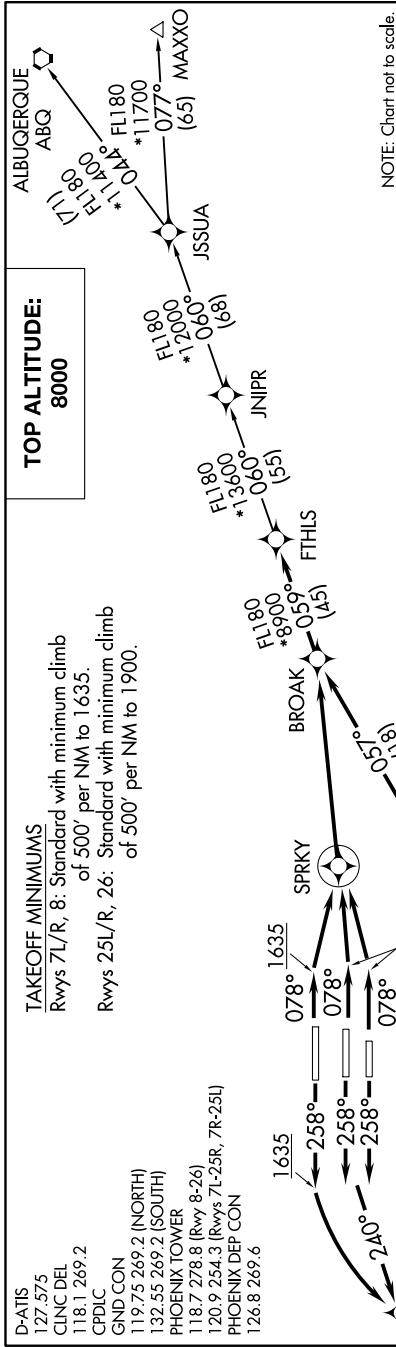 D-ATIS
127.575
CLNC DEL
118.1 269.2
CPDLC
GND CON
119.75 269.2 (NORTH)
132.55 269.2 (SOUTH)
PHOENIX TOWER
118.7 278.8 (Rwy 8-26)
120.9 254.3 (Rwys 7L-25R, 7R-25L)
PHOENIX DEP CON
126.8 269.6
TAKEOFF MINIMUMS
Rwys 7L/R, 8: Standard with minimum climb
of 500' per NM to 1635.
Rwys 25L/R, 26: Standard with minimum climb
of 500' per NM to 1900.
TOP ALTITUDE:
8000
ALBUQERQUE
ABQ
(71)
FL180
*11400
044°
FL180
*11700
077°
(65)
MAXXO
JSSUA
FL180
*12000
060°
(68)
JNIPR
FL180
*13600
060°
(55)
FTHLS
FL180
*8900
059°
(45)
BROAK
057°
(18)
SPRKY
1635
078°
078°
078°
1635
258°
258°
258°
240°
NOTE: Chart not to scale.